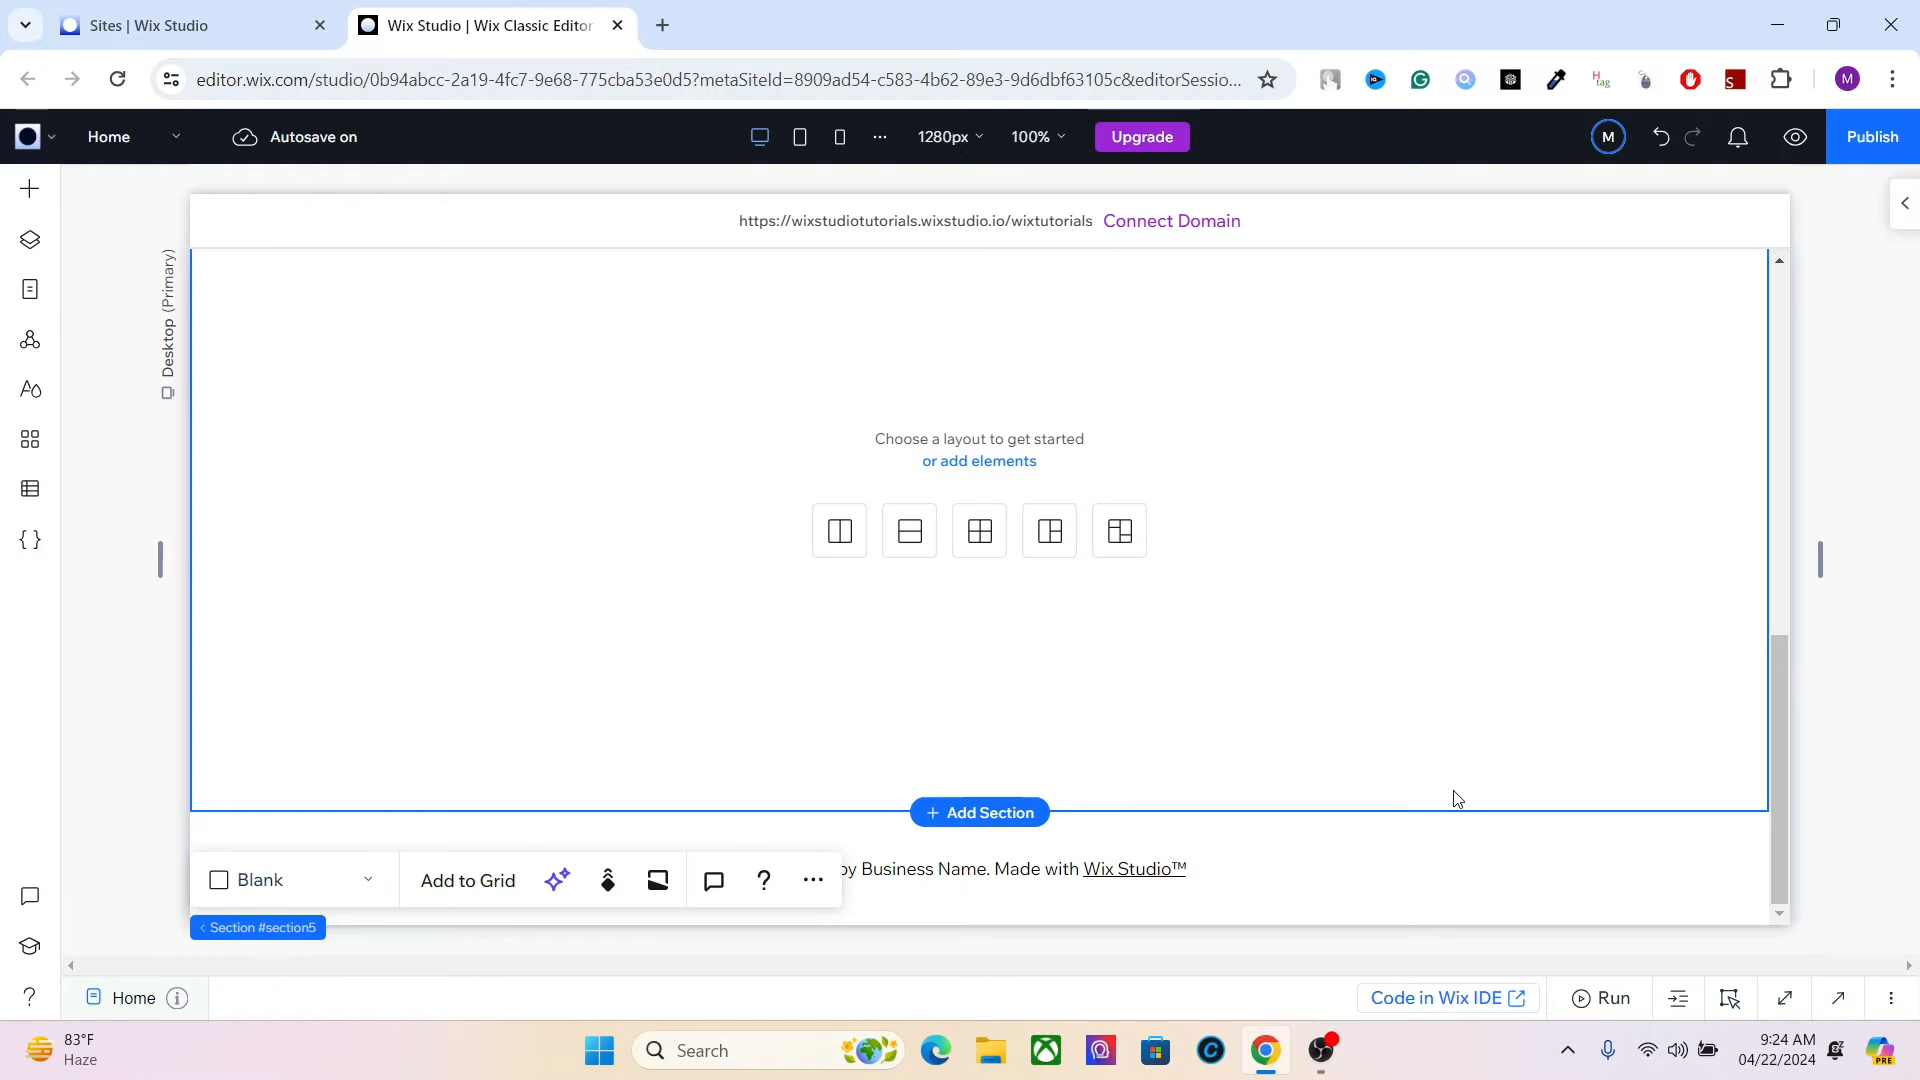 Sites | Wix Studio
Wix Studio | Wix Classic Editor
editor.wix.com/studio/0b94abcc-2a19-4fc7-9e68-775cba53e0d5?metaSiteId=8909ad54-c583-4b62-89e3-9d6dbf63105c&editorSessio...
H
tag
S
M
Home
Autosave on
1280px
100%
Upgrade
M
Publish
https://wixstudiotutorials.wixstudio.io/wixtutorials Connect Domain
Desktop (Primary)
Choose a layout to get started
or add elements
+ Add Section
by Business Name. Made with Wix Studio™
Blank
Add to Grid
?
< Section #section5
?
Home
Code in Wix IDE
Run
83°F
Haze
Search
9:24 AM
04/22/2024
PRE